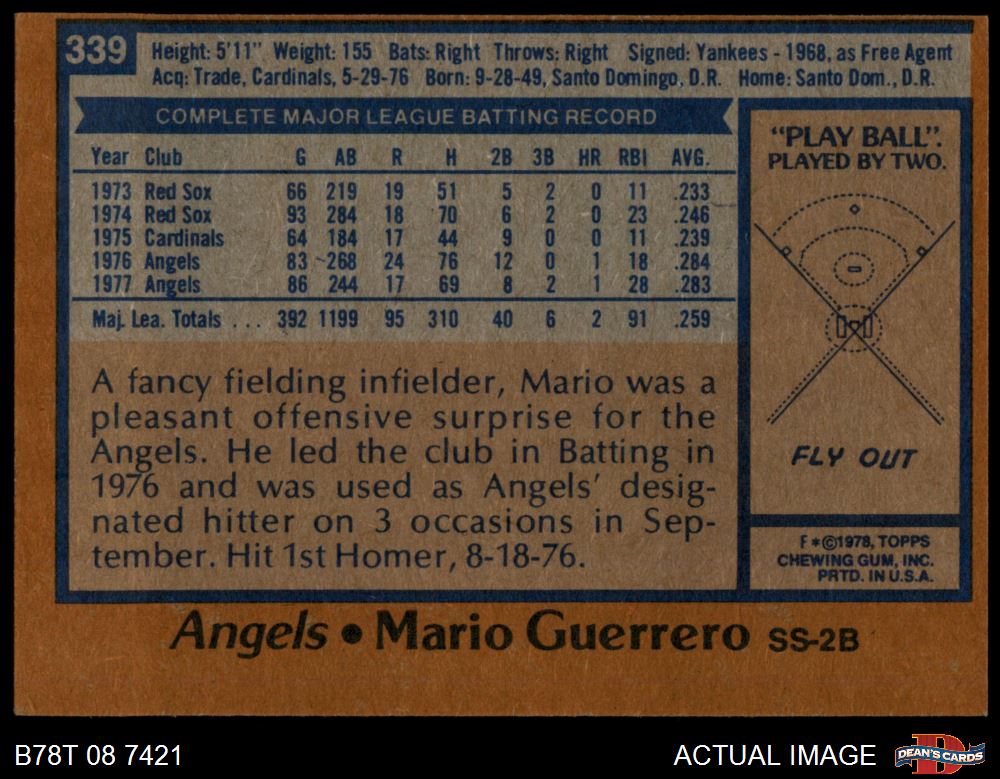 339
Height: 5'11" Weight: 155 Bats: Right Throws: Right Signed: Yankees - 1968, as Free Agent
Acq: Trade, Cardinals, 5-29-76 Born: 9-28-49, Santo Domingo, D.R. Home: Santo Dom., D.R.
COMPLETE MAJOR LEAGUE BATTING RECORD
Year Club G AB R H 2B 3B HR RBI AVG.
1973 Red Sox 66 219 19 51 5 2 0 11 .233
1974 Red Sox 93 284 18 70 6 2 0 23 .246
1975 Cardinals 64 184 17 44 9 0 0 11 .239
1976 Angels 83 268 24 76 12 0 1 18 .284
1977 Angels 86 244 17 69 8 2 1 28 .283
Maj. Lea. Totals . . . 392 1199 95 310 40 6 2 91 .259
A fancy fielding infielder, Mario was a
pleasant offensive surprise for the
Angels. He led the club in Batting in
1976 and was used as Angels' desig-
nated hitter on 3 occasions in Sep-
tember. Hit 1st Homer, 8-18-76.
"PLAY BALL".
PLAYED BY TWO.
FLY OUT
F *©1978, TOPPS
CHEWING GUM, INC.
PRTD. IN U.S.A.
Angels • Mario Guerrero SS-2B
B78T 08 7421
ACTUAL IMAGE
DEAN'S CARDS